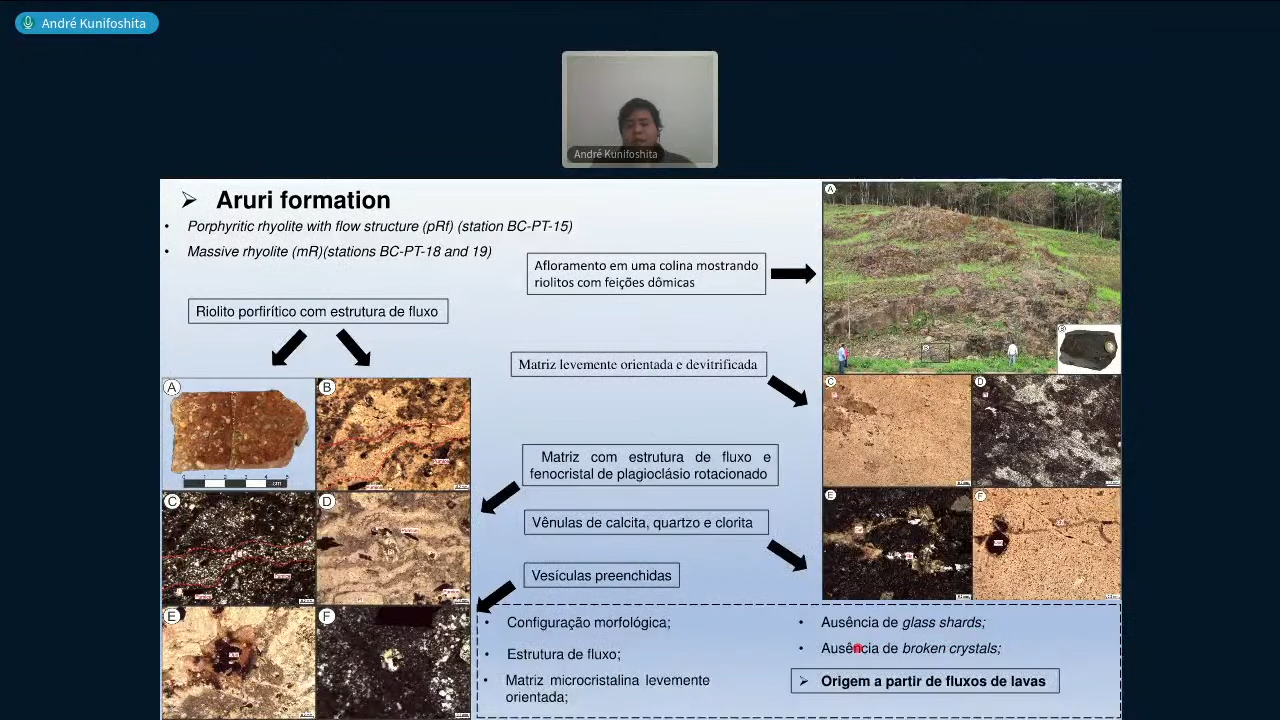 André Kunifoshita
André Kunifoshita
➢ Aruri formation
• Porphyritic rhyolite with flow structure (pRf) (station BC-PT-15)
• Massive rhyolite (mR)(stations BC-PT-18 and 19)
Afloramento em uma colina mostrando
riolitos com feições dômicas
Riolito porfirítico com estrutura de fluxo
Matriz levemente orientada e devitrificada
Matriz com estrutura de fluxo e
fenocristal de plagioclásio rotacionado
Vênulas de calcita, quartzo e clorita
Vesículas preenchidas
A
B
C
D
E
F
cm
A
B
C
D
E
F
• Configuração morfológica;
• Estrutura de fluxo;
• Matriz microcristalina levemente
orientada;
• Ausência de glass shards;
• Ausência de broken crystals;
➢ Origem a partir de fluxos de lavas